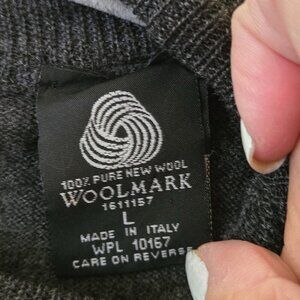 100% PURE NEW WOOL
WOOLMARK
1611157
L
MADE IN ITALY
WPL 10167
CARE ON REVERSE